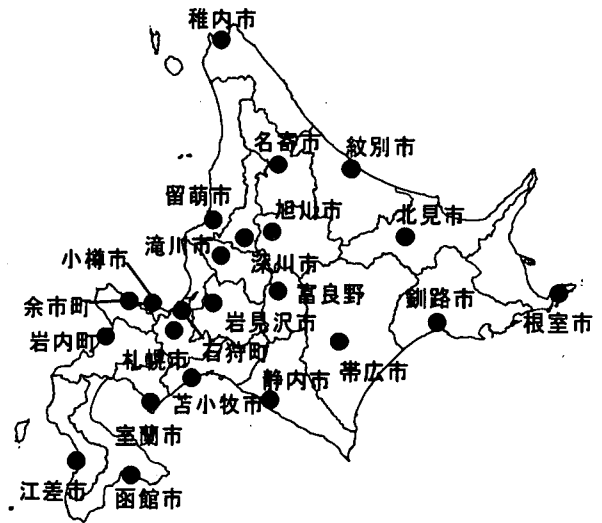 稚内市
名寄市
紋別市
留萌市
旭川市
北見市
滝川市
小樽市
深川市
余市町
富良野
釧路市
岩見沢市
根室市
岩内町
石狩町
札幌市
帯広市
静内市
苫小牧市
室蘭市
江差市
函館市